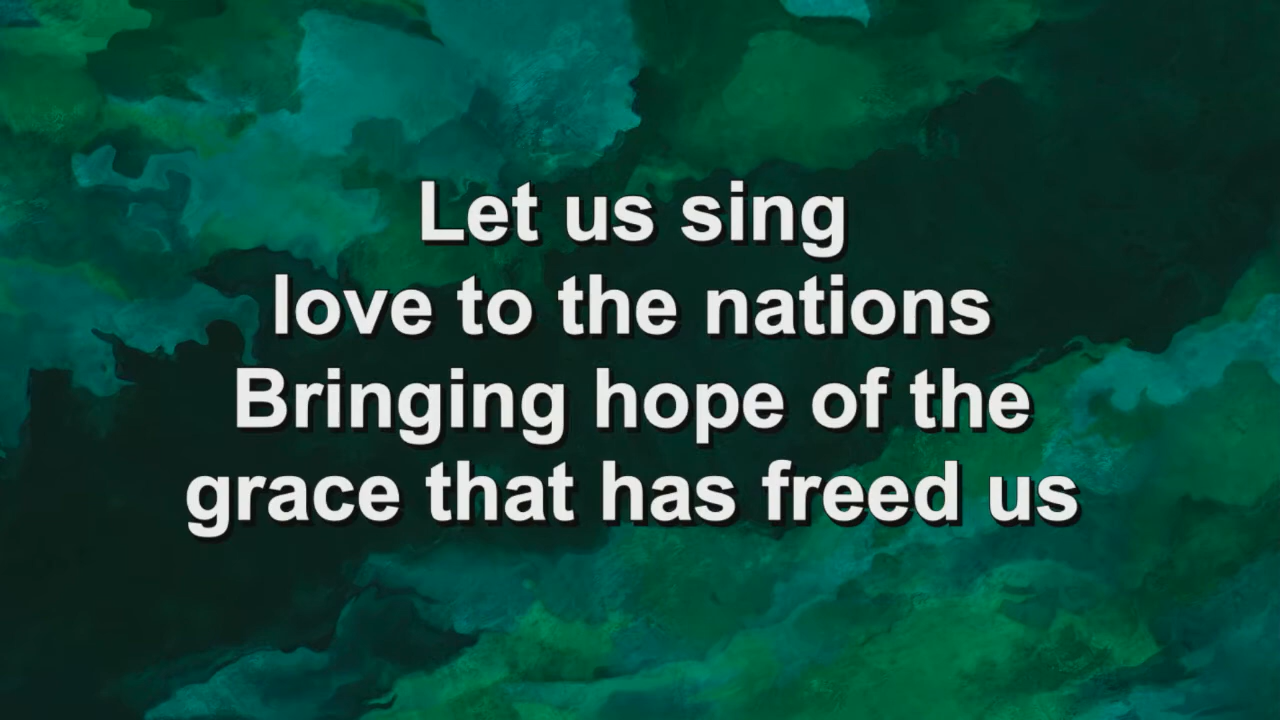 Let us sing
love to the nations
Bringing hope of the
grace that has freed us